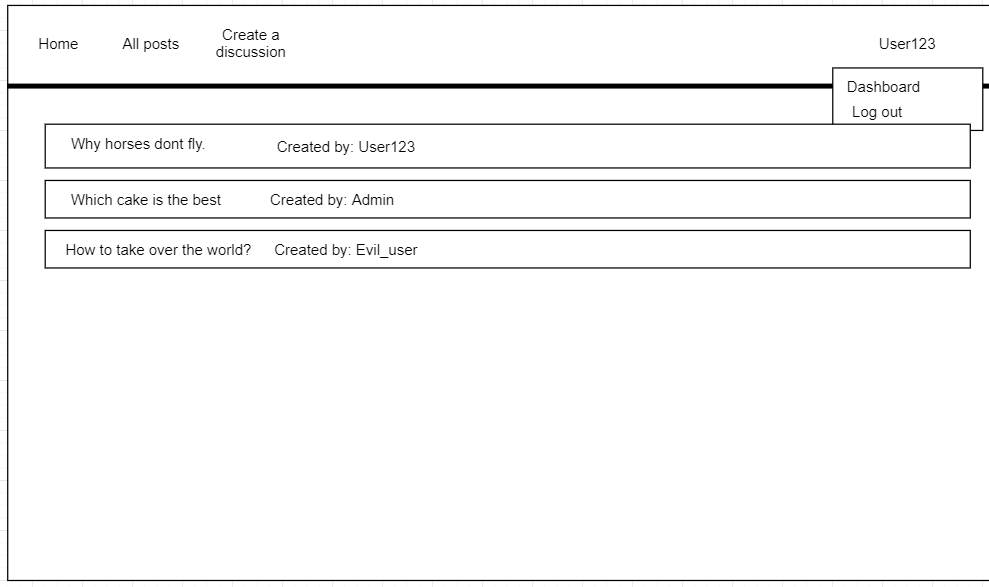 Home
All posts
Create a
discussion
User123
Dashboard
Log out
Why horses dont fly.
Created by: User123
Which cake is the best
Created by: Admin
How to take over the world?
Created by: Evil_user